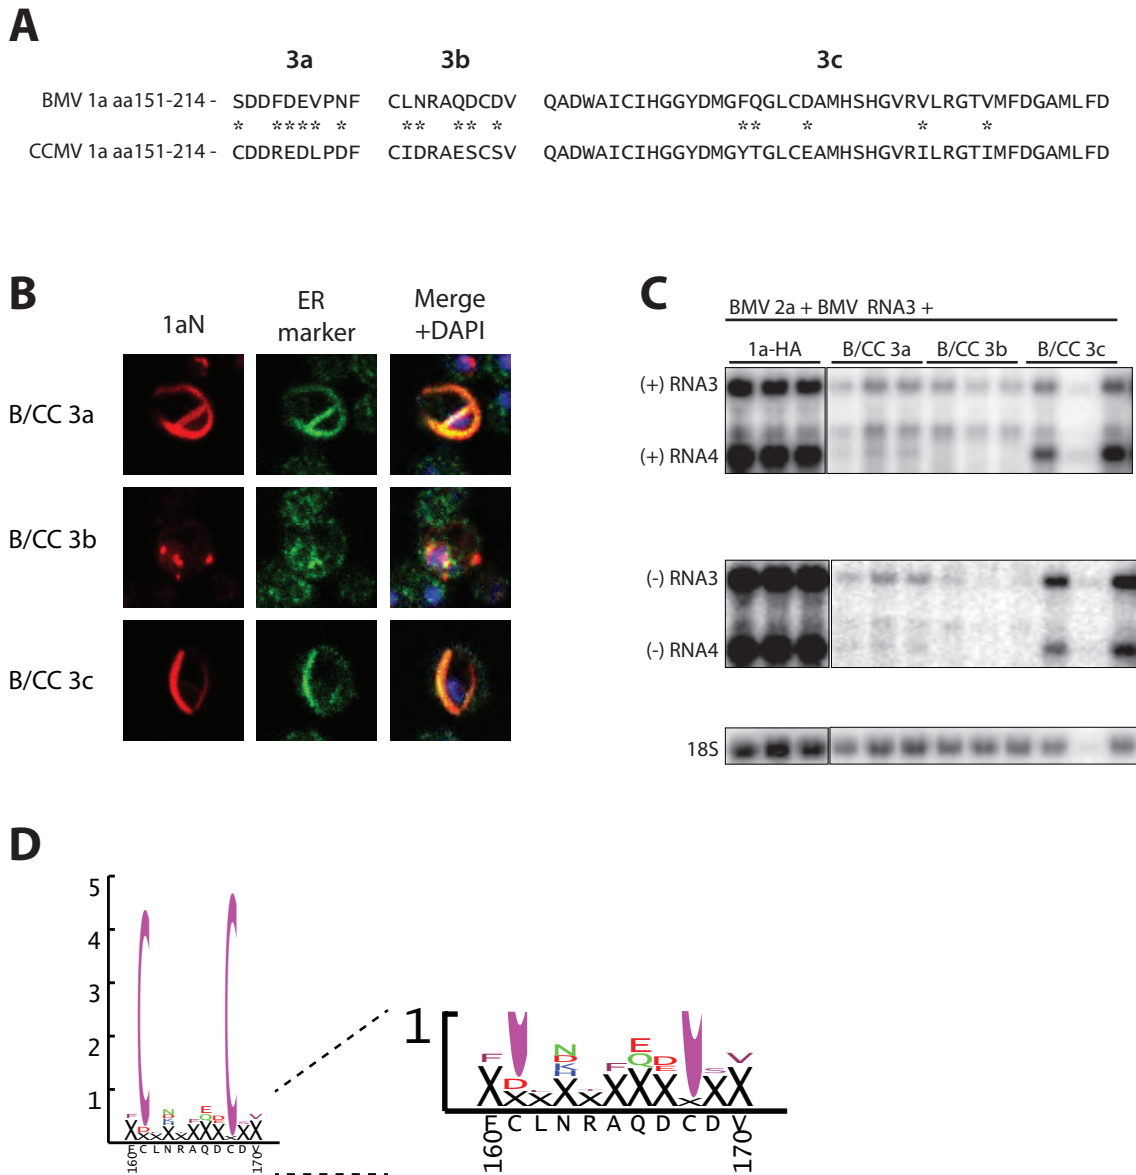 A
3a 3b 3c
BMV 1a aa151-214 - SDDFDEVPNF CLNRAQDCDV QADWAICIHGGYDMGFQGLCDAMHSHGVRVLRGTVMFDGAMLFD
* **** * ** ** * ** * * *
CCMV 1a aa151-214 - CDDREDLPDF CIDRAESCSV QADWAICIHGGYDMGYTGLCEAMHSHGVRILRGTIMFDGAMLFD
B
1aN ER marker Merge +DAPI
B/CC 3a
B/CC 3b
B/CC 3c
C
BMV 2a + BMV RNA3 +
1a-HA B/CC 3a B/CC 3b B/CC 3c
(+) RNA3
(+) RNA4
(-) RNA3
(-) RNA4
18S
D
5
4
3
2
1
F D N K F E Q D E S V
X X X X X X X X X X
F C L N R A Q D C D V
160 170
1
F D N D K H F E Q D E S V
X X X X X X X X X X X
F C L N R A Q D C D V
160 170